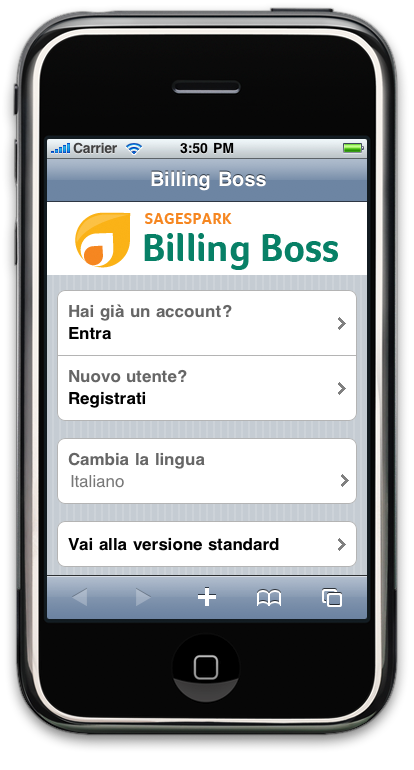 Carrier 3:50 PM
Billing Boss
SAGESPARK
Billing Boss
Hai già un account?
Entra
Nuovo utente?
Registrati
Cambia la lingua
Italiano
Vai alla versione standard